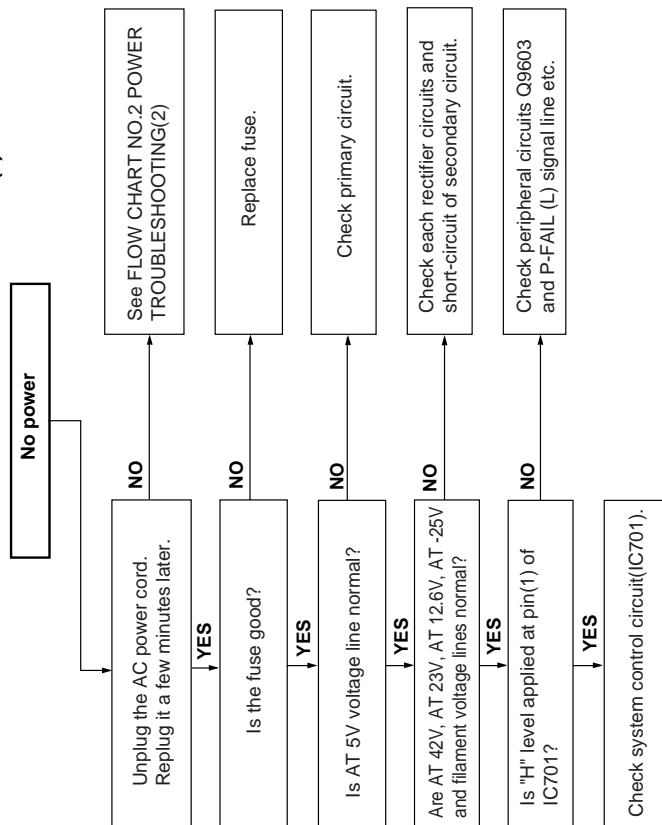 No power
Unplug the AC power cord.
Replug it a few minutes later.
NO
See FLOW CHART NO.2 POWER
TROUBLESHOOTING(2)
YES
Is the fuse good?
NO
Replace fuse.
YES
Is AT 5V voltage line normal?
NO
Check primary circuit.
YES
Are AT 42V, AT 23V, AT 12.6V, AT -25V
and filament voltage lines normal?
NO
Check each rectifier circuits and
short-circuit of secondary circuit.
YES
Is "H" level applied at pin(1) of
IC701?
NO
Check peripheral circuits Q9603
and P-FAIL (L) signal line etc.
YES
Check system control circuit(IC701).